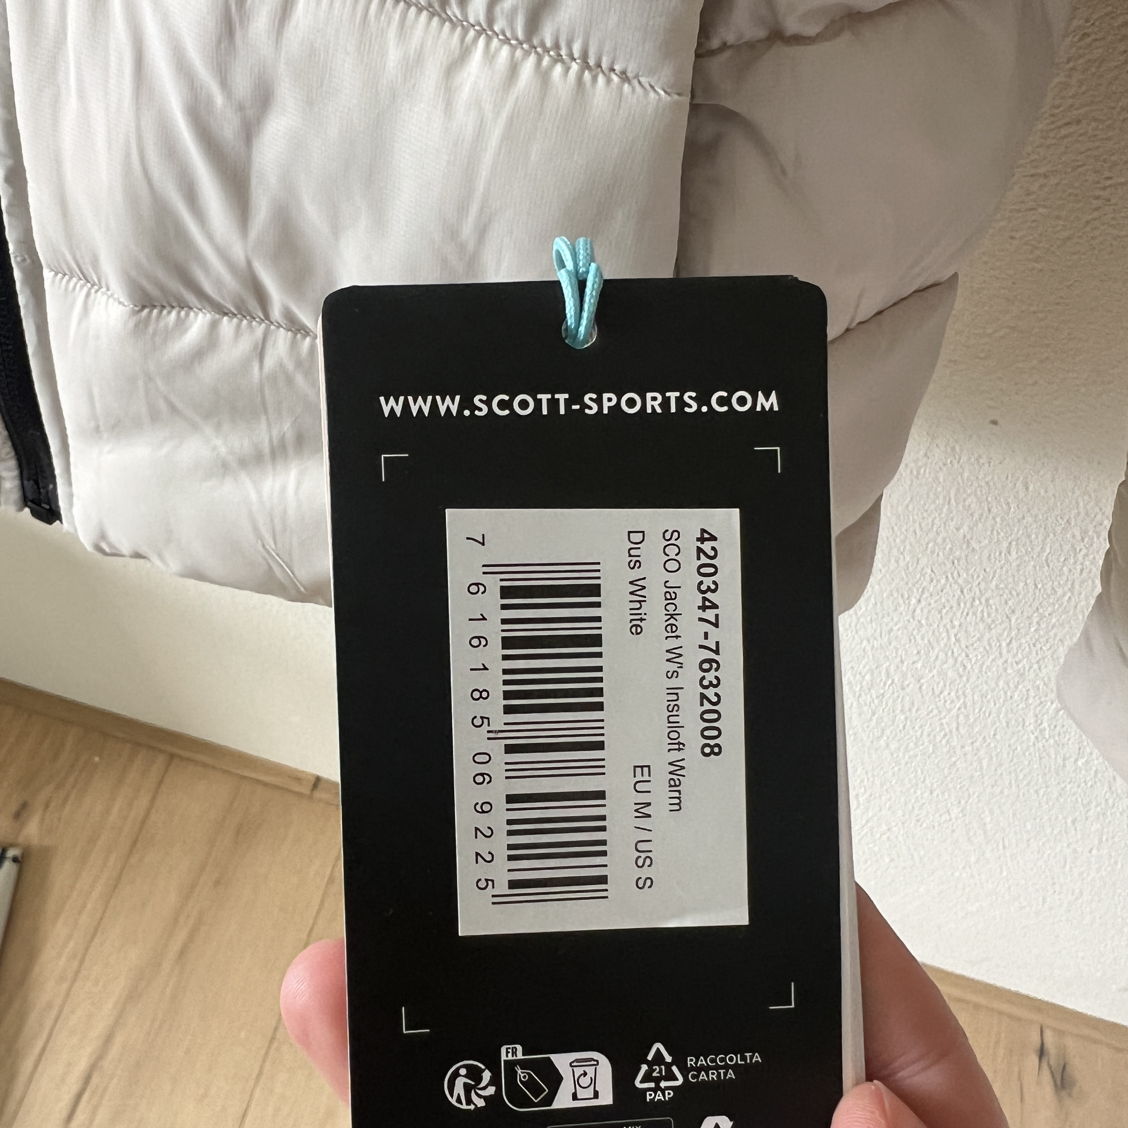 WWW.SCOTT-SPORTS.COM
420347-7632008
SCO Jacket W's Insuloft Warm
Dus White EU M / US S
7 616185 069225
FR
21
PAP
RACCOLTA
CARTA